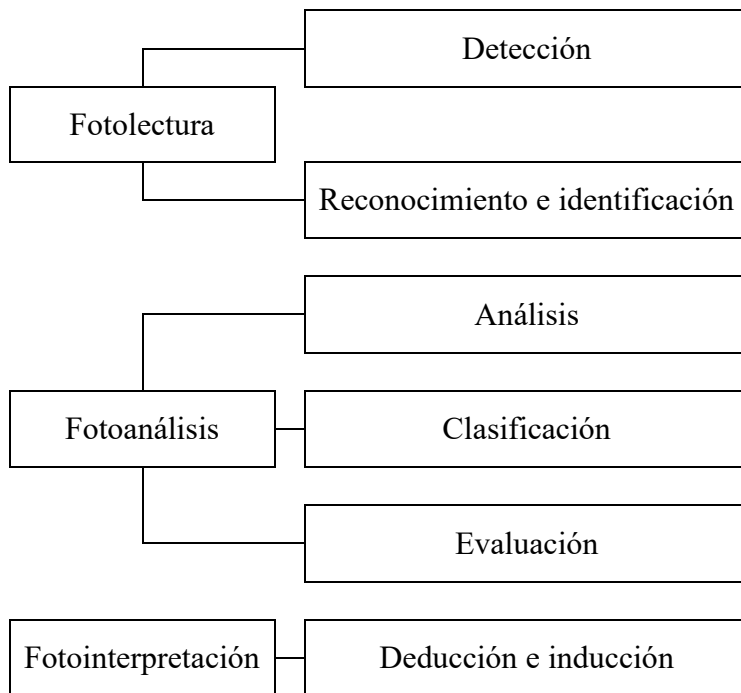 Detección
Fotolectura
Reconocimiento e identificación
Análisis
Fotoanálisis
Clasificación
Evaluación
Fotointerpretación
Deducción e inducción